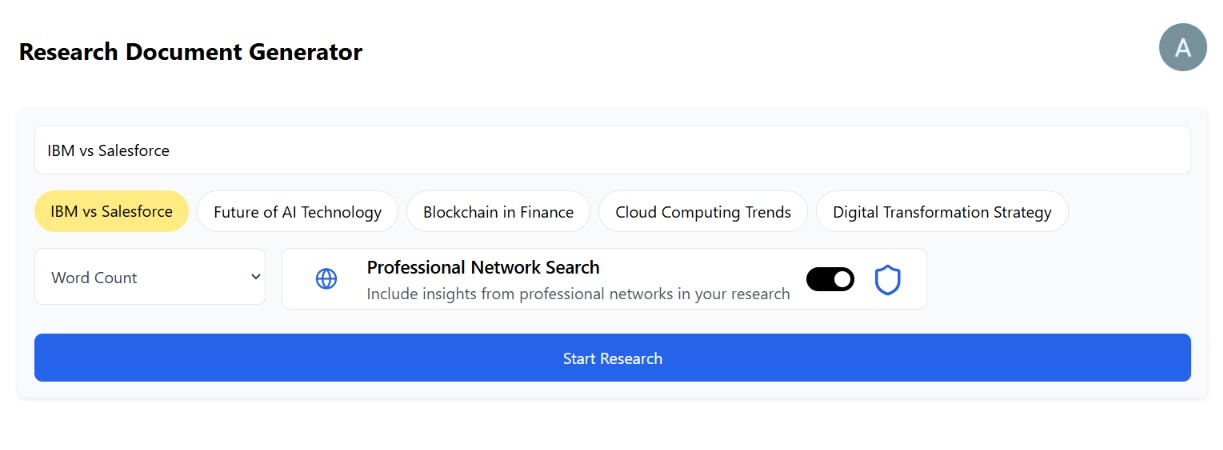 Research Document Generator
A
IBM vs Salesforce
IBM vs Salesforce
Future of AI Technology
Blockchain in Finance
Cloud Computing Trends
Digital Transformation Strategy
Word Count
Professional Network Search
Include insights from professional networks in your research
Start Research